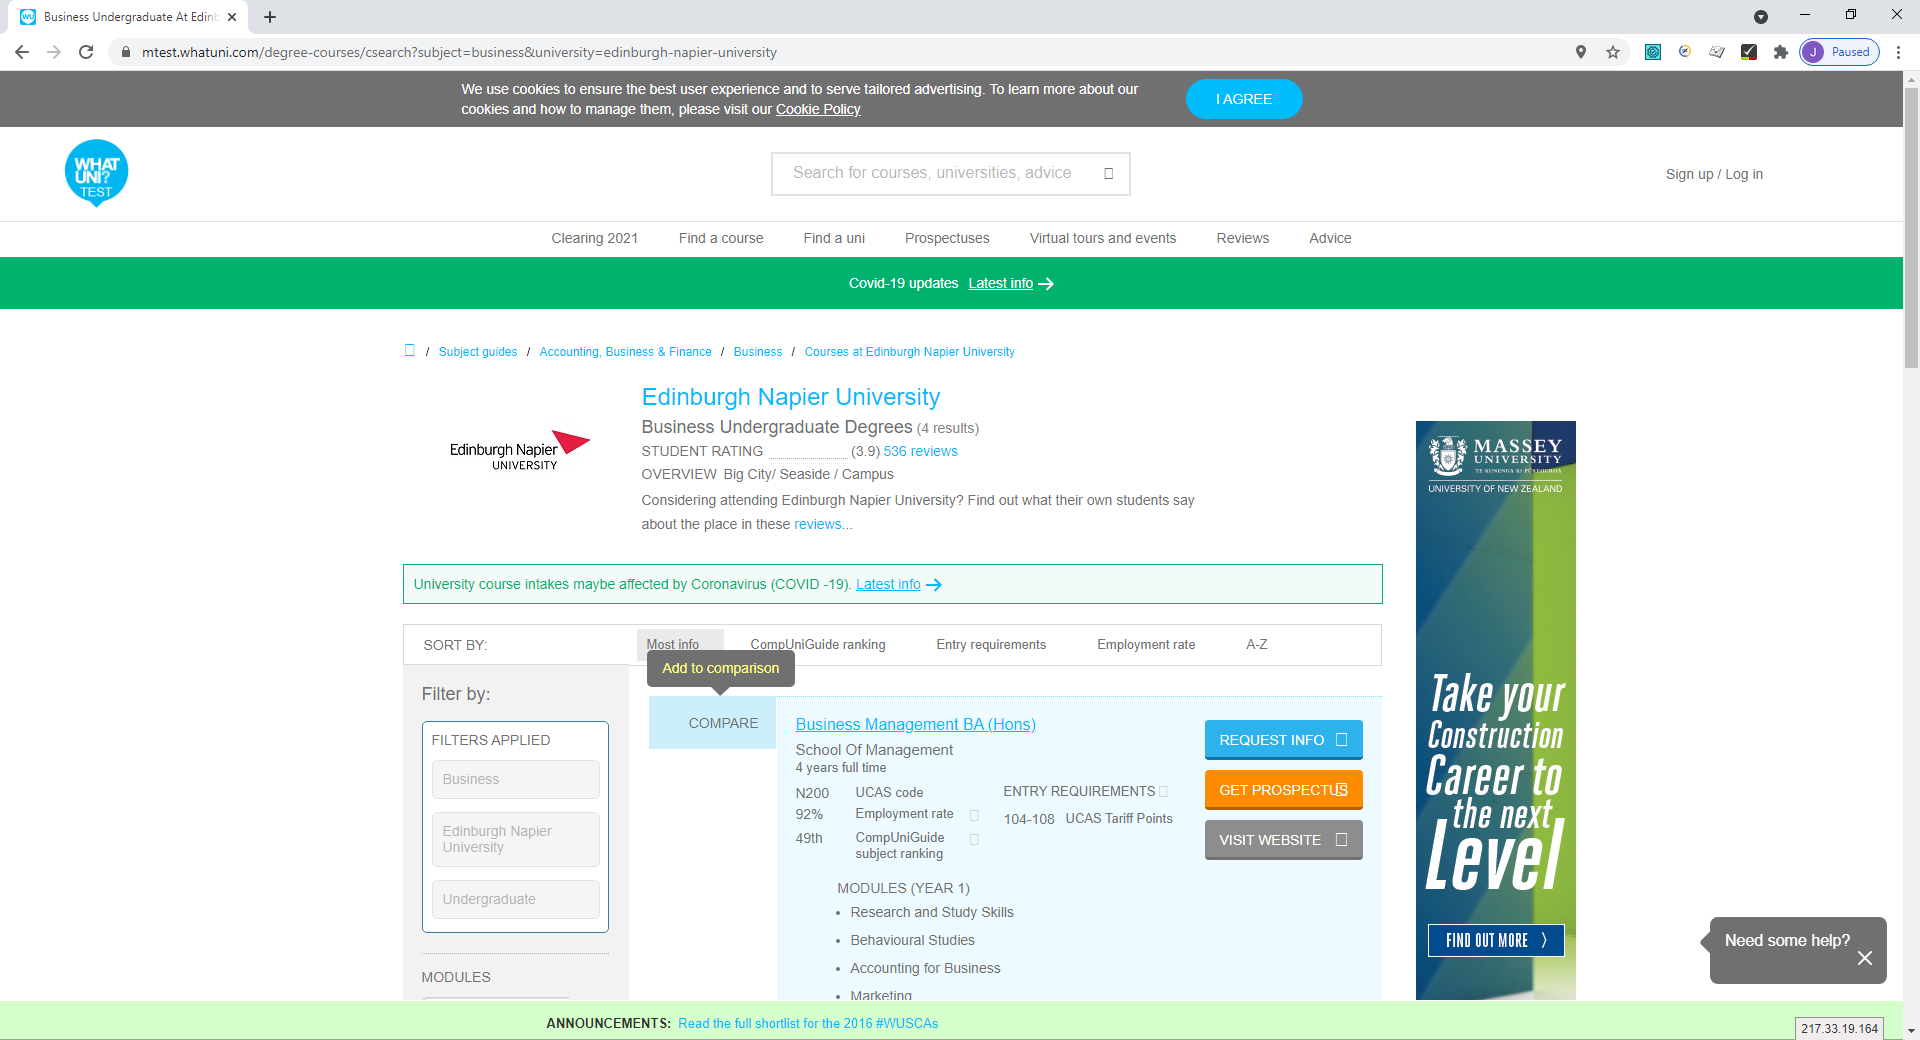 Business Undergraduate At Edinb
mtest.whatuni.com/degree-courses/csearch?subject=business&university=edinburgh-napier-university
J Paused
We use cookies to ensure the best user experience and to serve tailored advertising. To learn more about our
cookies and how to manage them, please visit our Cookie Policy
I AGREE
WHAT
UNI?
TEST
Search for courses, universities, advice
Sign up / Log in
Clearing 2021 Find a course Find a uni Prospectuses Virtual tours and events Reviews Advice
Covid-19 updates Latest info
/ Subject guides / Accounting, Business & Finance / Business / Courses at Edinburgh Napier University
Edinburgh Napier
UNIVERSITY
Edinburgh Napier University
Business Undergraduate Degrees (4 results)
STUDENT RATING (3.9) 536 reviews
OVERVIEW Big City/ Seaside / Campus
Considering attending Edinburgh Napier University? Find out what their own students say
about the place in these reviews...
University course intakes maybe affected by Coronavirus (COVID -19). Latest info
SORT BY: Most info CompUniGuide ranking Entry requirements Employment rate A-Z
Add to comparison
Filter by:
FILTERS APPLIED
Business
Edinburgh Napier
University
Undergraduate
MODULES
COMPARE
Business Management BA (Hons)
School Of Management
4 years full time
N200 UCAS code
92% Employment rate
49th CompUniGuide
subject ranking
ENTRY REQUIREMENTS
104-108 UCAS Tariff Points
REQUEST INFO
GET PROSPECTUS
VISIT WEBSITE
MODULES (YEAR 1)
• Research and Study Skills
• Behavioural Studies
• Accounting for Business
• Marketing
MASSEY
UNIVERSITY
TE KUNENGA KI PŪREHUROA
UNIVERSITY OF NEW ZEALAND
Take your
Construction
Career to
the next
Level
FIND OUT MORE
Need some help?
ANNOUNCEMENTS: Read the full shortlist for the 2016 #WUSCAs
217.33.19.164